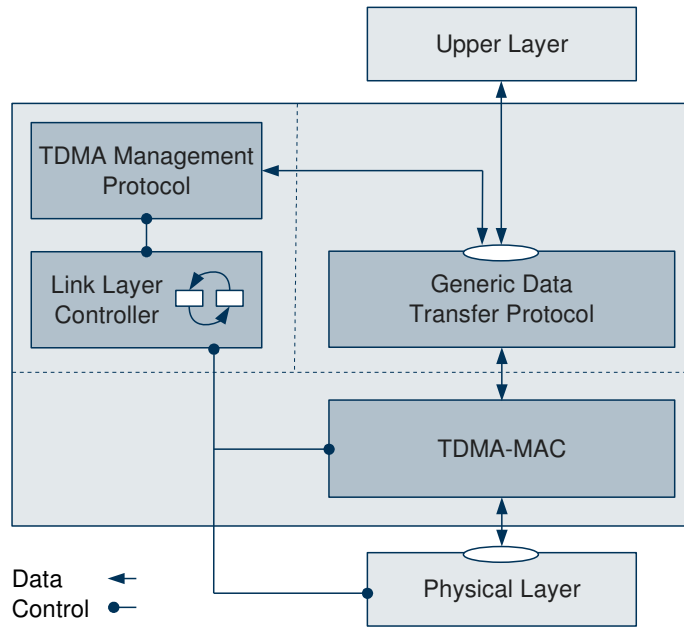 Upper Layer
TDMA Management
Protocol
Link Layer
Controller
Generic Data
Transfer Protocol
TDMA-MAC
Physical Layer
Data
Control